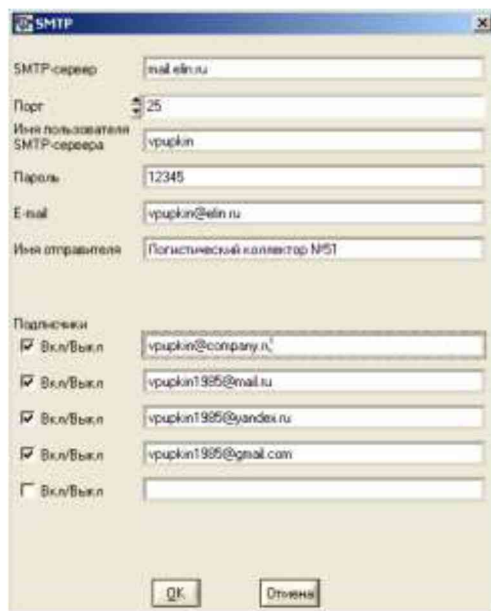 SMTP
SMTP-сервер mail.elin.ru
Порт 25
Имя пользователя
SMTP-сервера vpupkin
Пароль 12345
E-mail vpupkin@elin.ru
Имя отправителя Логистический коллектор №51
Подписчики
Вкл/Выкл vpupkin@company.ru
Вкл/Выкл vpupkin1985@mail.ru
Вкл/Выкл vpupkin1985@yandex.ru
Вкл/Выкл vpupkin1985@gmail.com
Вкл/Выкл
OK Отмена